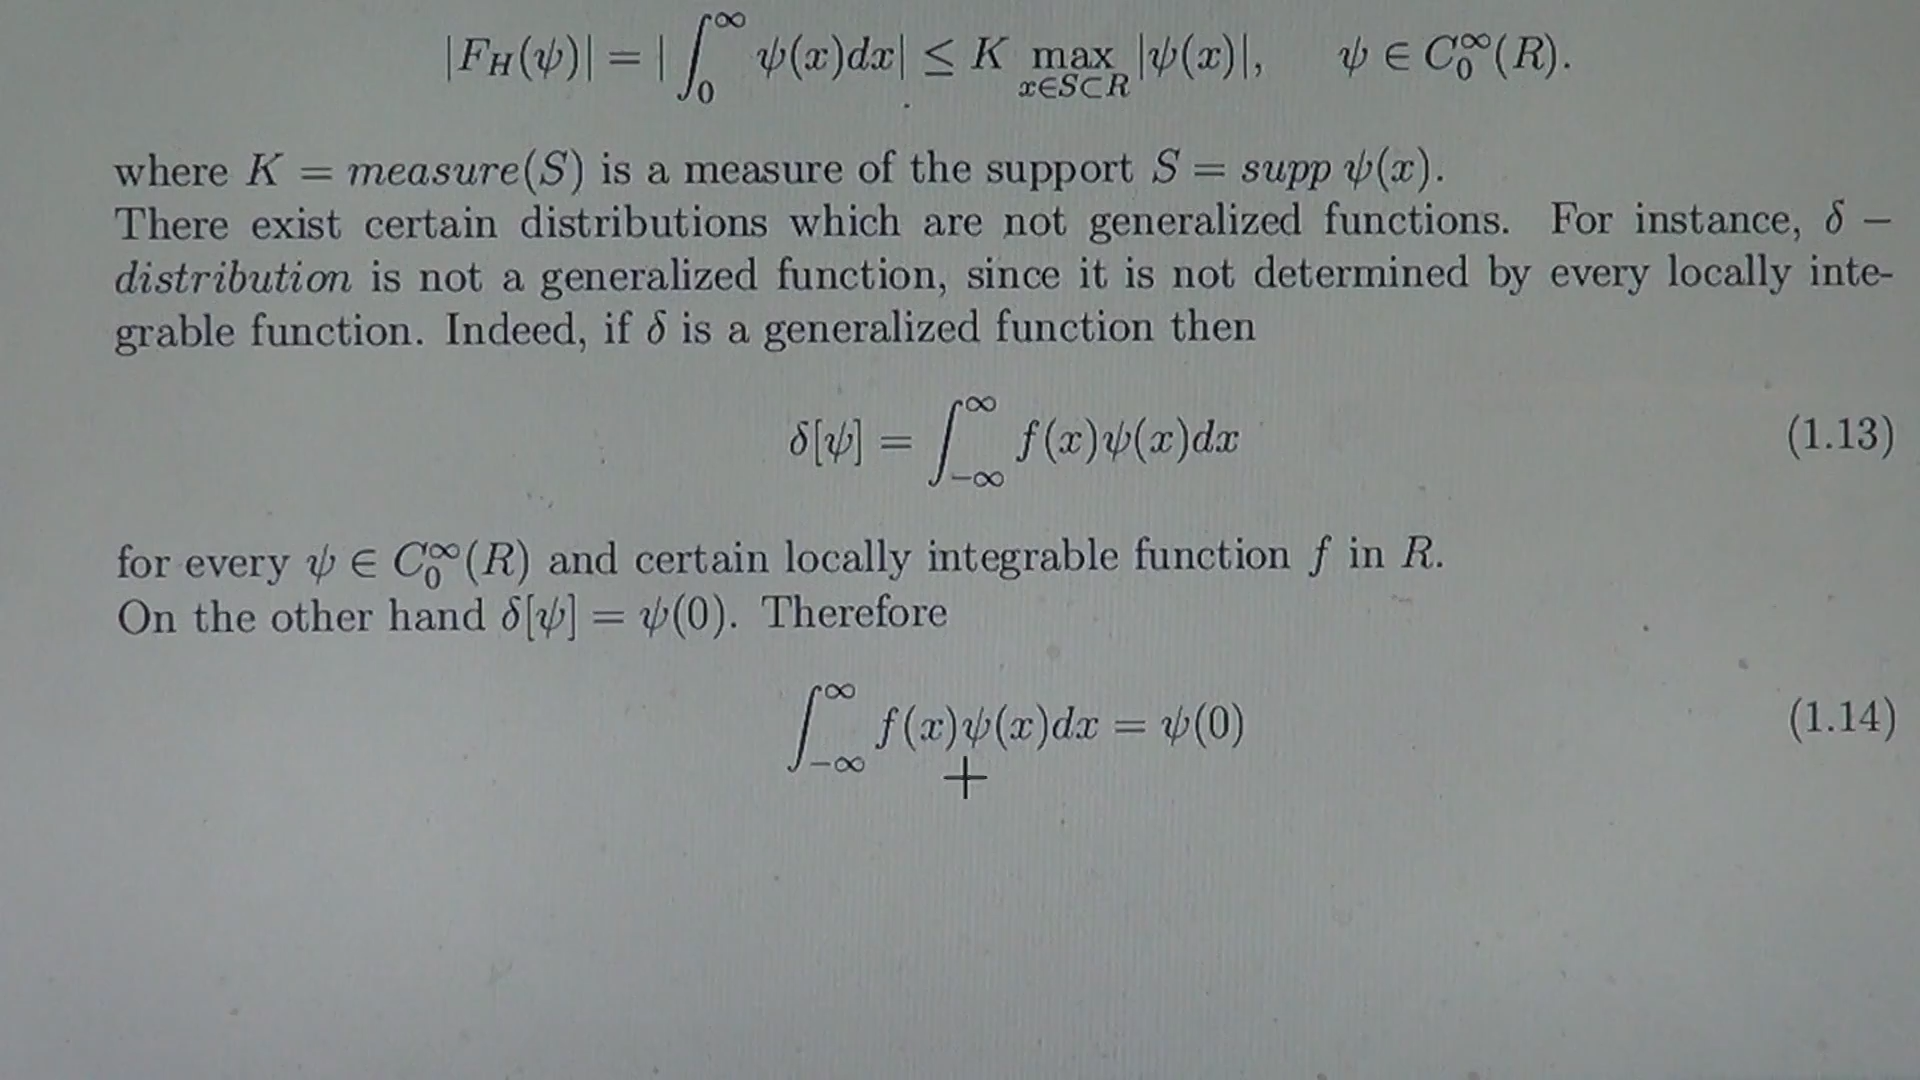 |F_H(ψ)| = |∫_0^∞ ψ(x)dx| ≤ K max_{x∈S⊂R} |ψ(x)|, ψ ∈ C_0^∞(R).
where K = measure(S) is a measure of the support S = supp ψ(x).
There exist certain distributions which are not generalized functions. For instance, δ −
distribution is not a generalized function, since it is not determined by every locally inte-
grable function. Indeed, if δ is a generalized function then
δ[ψ] = ∫_{−∞}^∞ f(x)ψ(x)dx (1.13)
for every ψ ∈ C_0^∞(R) and certain locally integrable function f in R.
On the other hand δ[ψ] = ψ(0). Therefore
∫_{−∞}^∞ f(x)ψ(x)dx = ψ(0) (1.14)